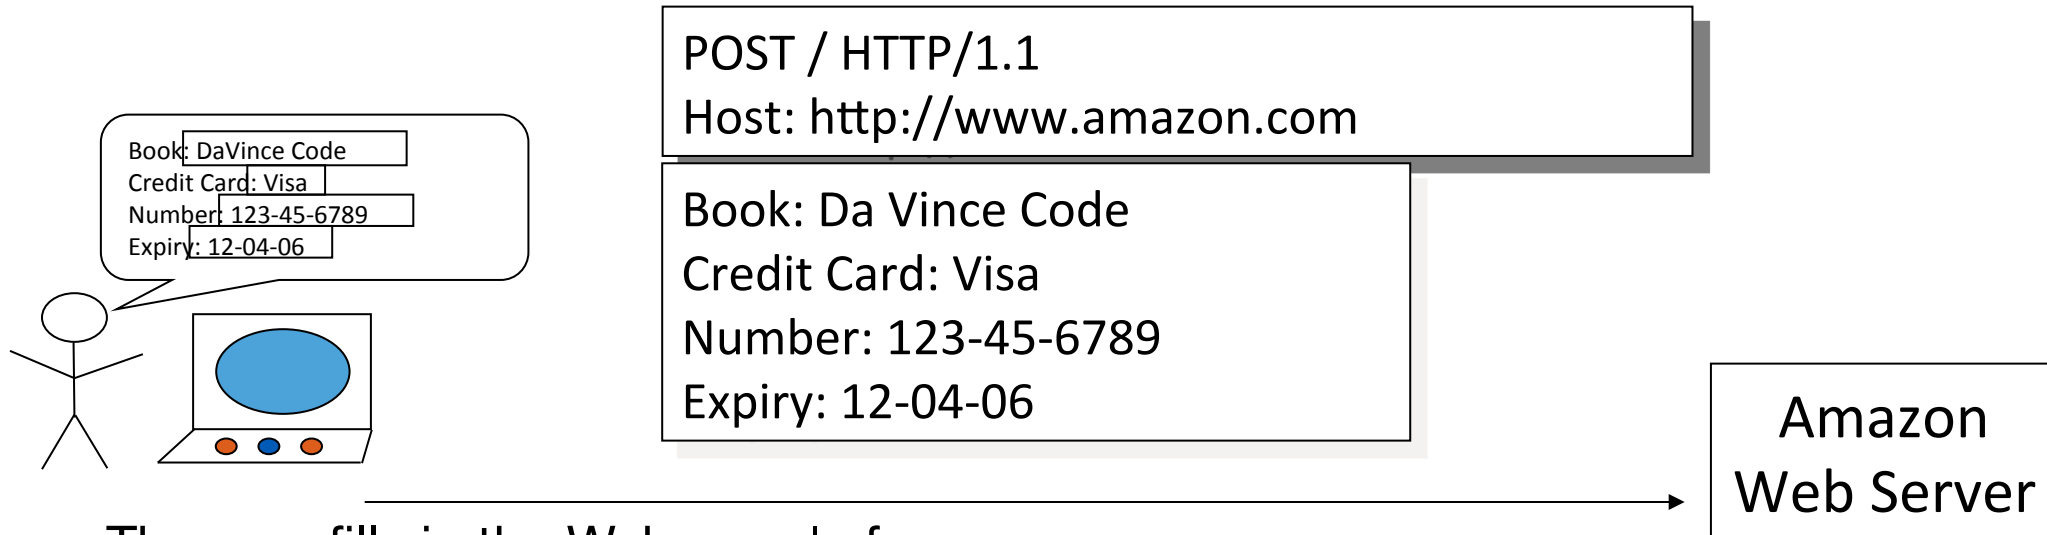 POST / HTTP/1.1
Host: http://www.amazon.com
Book: DaVince Code
Credit Card: Visa
Number: 123-45-6789
Expiry: 12-04-06
Book: Da Vince Code
Credit Card: Visa
Number: 123-45-6789
Expiry: 12-04-06
Amazon
Web Server